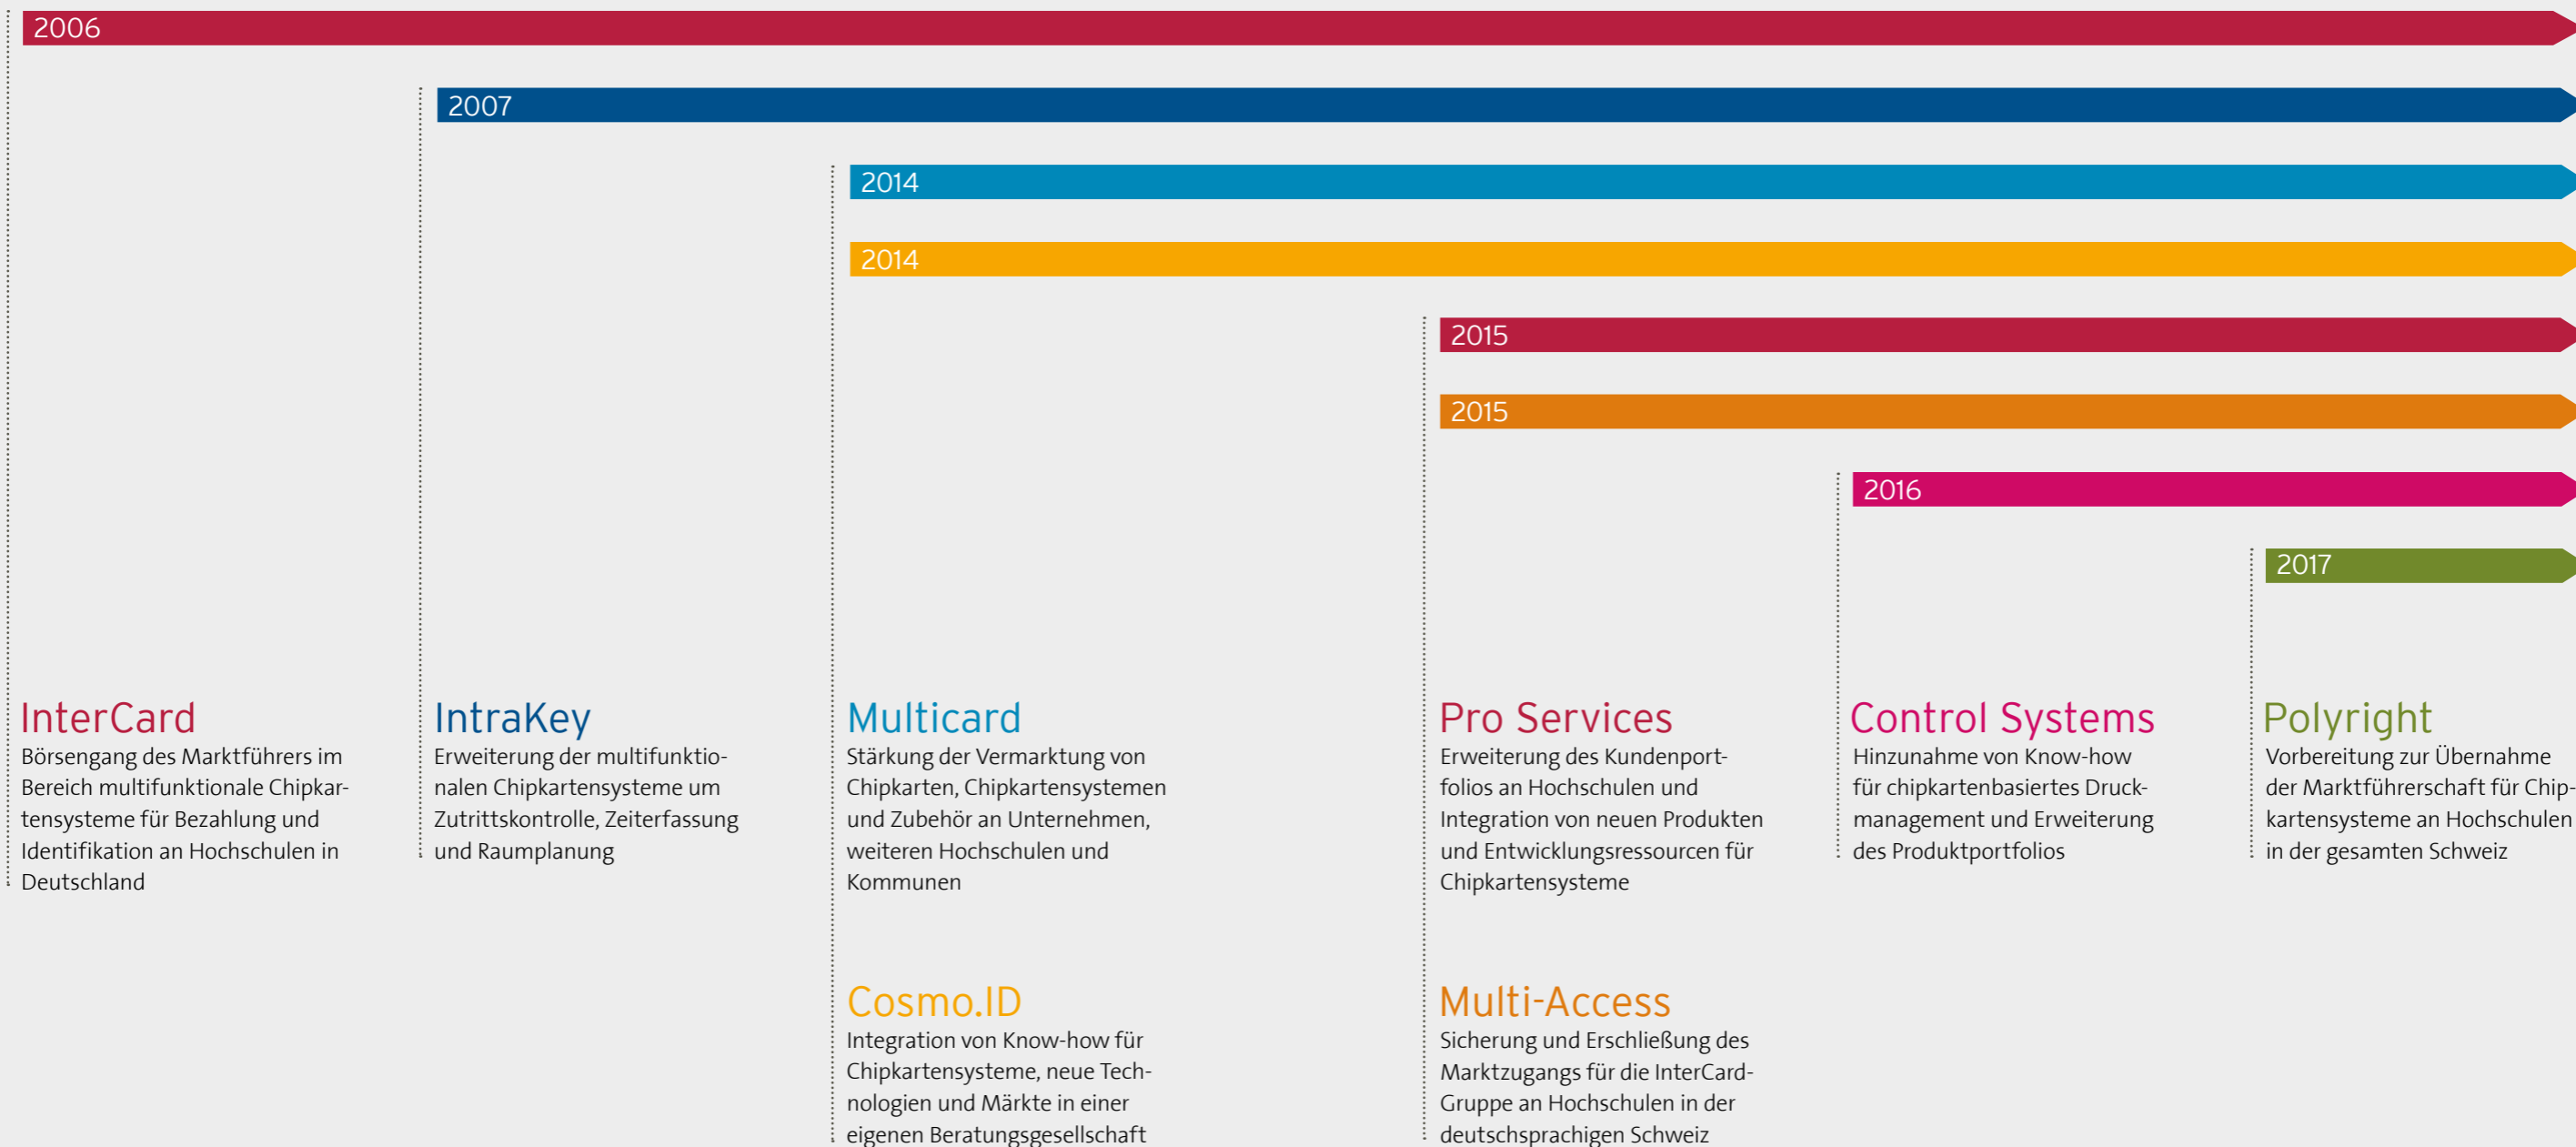 2006
2007
2014
2014
2015
2015
2016
2017
InterCard
Börsengang des Marktführers im
Bereich multifunktionale Chipkar-
tensysteme für Bezahlung und
Identifikation an Hochschulen in
Deutschland
IntraKey
Erweiterung der multifunktio-
nalen Chipkartensysteme um
Zutrittskontrolle, Zeiterfassung
und Raumplanung
Multicard
Stärkung der Vermarktung von
Chipkarten, Chipkartensystemen
und Zubehör an Unternehmen,
weiteren Hochschulen und
Kommunen
Cosmo.ID
Integration von Know-how für
Chipkartensysteme, neue Tech-
nologien und Märkte in einer
eigenen Beratungsgesellschaft
Pro Services
Erweiterung des Kundenport-
folios an Hochschulen und
Integration von neuen Produkten
und Entwicklungsressourcen für
Chipkartensysteme
Multi-Access
Sicherung und Erschließung des
Marktzugangs für die InterCard-
Gruppe an Hochschulen in der
deutschsprachigen Schweiz
Control Systems
Hinzunahme von Know-how
für chipkartenbasiertes Druck-
management und Erweiterung
des Produktportfolios
Polyright
Vorbereitung zur Übernahme
der Marktführerschaft für Chip-
kartensysteme an Hochschulen
in der gesamten Schweiz